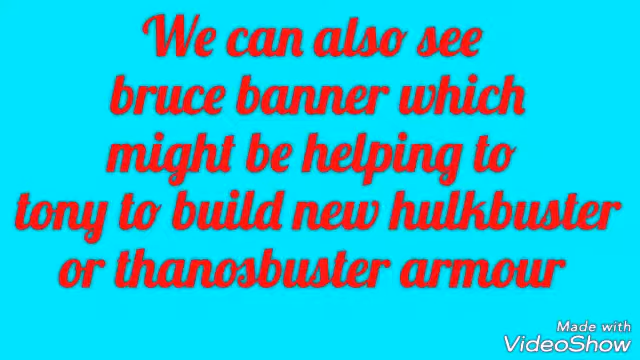 We can also see
bruce banner which
might be helping to
tony to build new hulkbuster
or thanosbuster armour
Made with
VideoShow